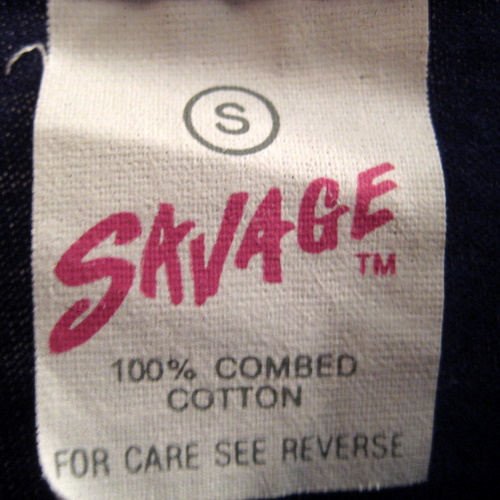 S
SAVAGE
TM
100% COMBED
COTTON
FOR CARE SEE REVERSE